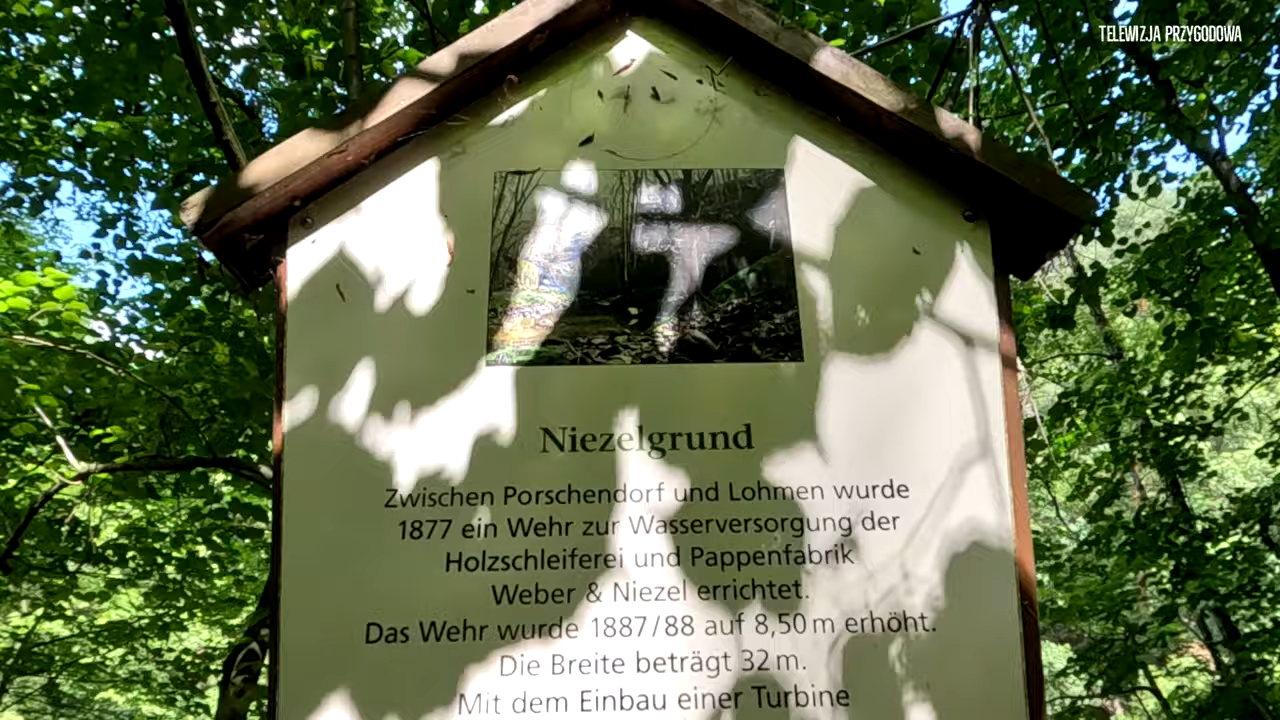 TELEWIZJA PRZYGODOWA
Niezelgrund
Zwischen Porschendorf und Lohmen wurde
1877 ein Wehr zur Wasserversorgung der
Holzschleiferei und Pappenfabrik
Weber & Niezel errichtet.
Das Wehr wurde 1887/88 auf 8,50 m erhöht.
Die Breite beträgt 32 m.
Mit dem Einbau einer Turbine